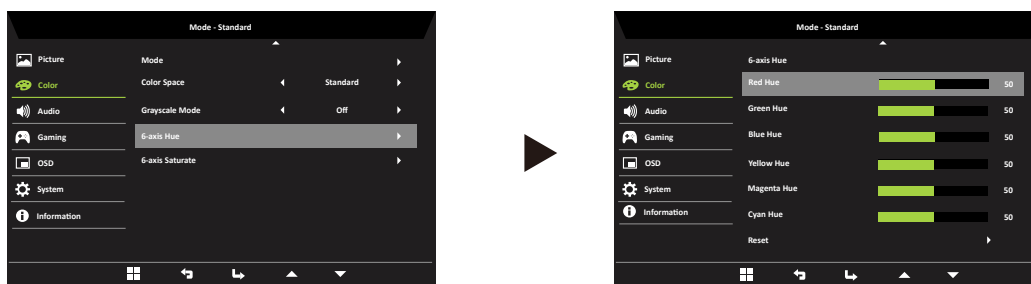 Mode - Standard
Picture
Color
Audio
Gaming
OSD
System
Information
Mode
Color Space Standard
Grayscale Mode Off
6-axis Hue
6-axis Saturate
Mode - Standard
Picture
Color
Audio
Gaming
OSD
System
Information
6-axis Hue
Red Hue 50
Green Hue 50
Blue Hue 50
Yellow Hue 50
Magenta Hue 50
Cyan Hue 50
Reset